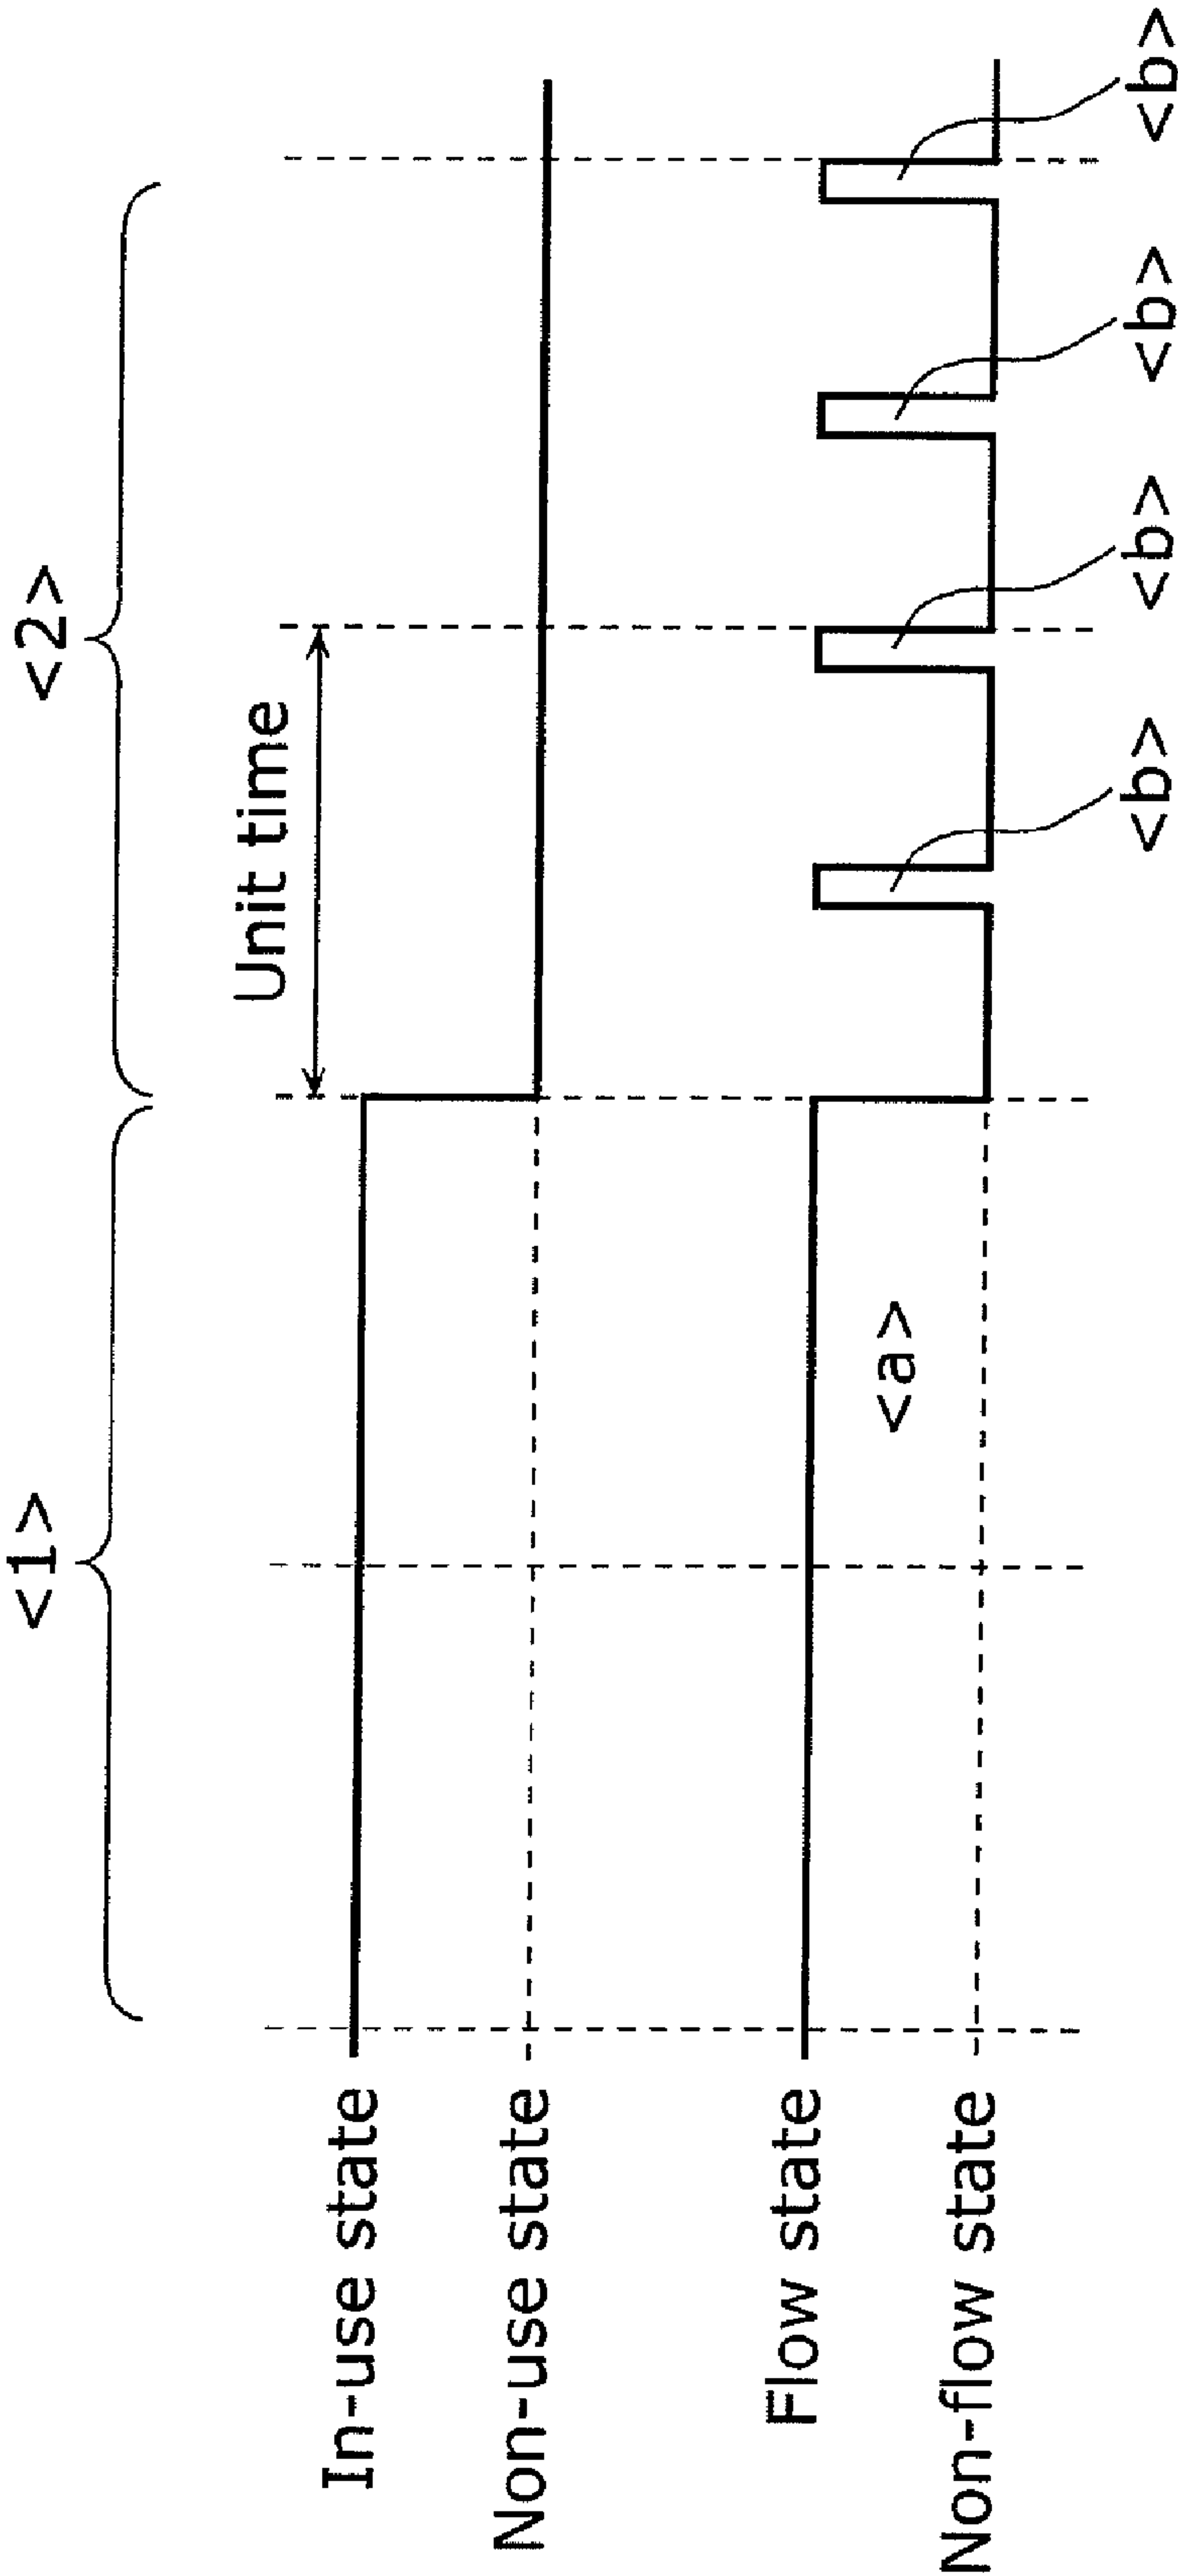 <1>
<2>
Unit time
In-use state
Non-use state
Flow state
<a>
Non-flow state
<b>
<b>
<b>
<b>